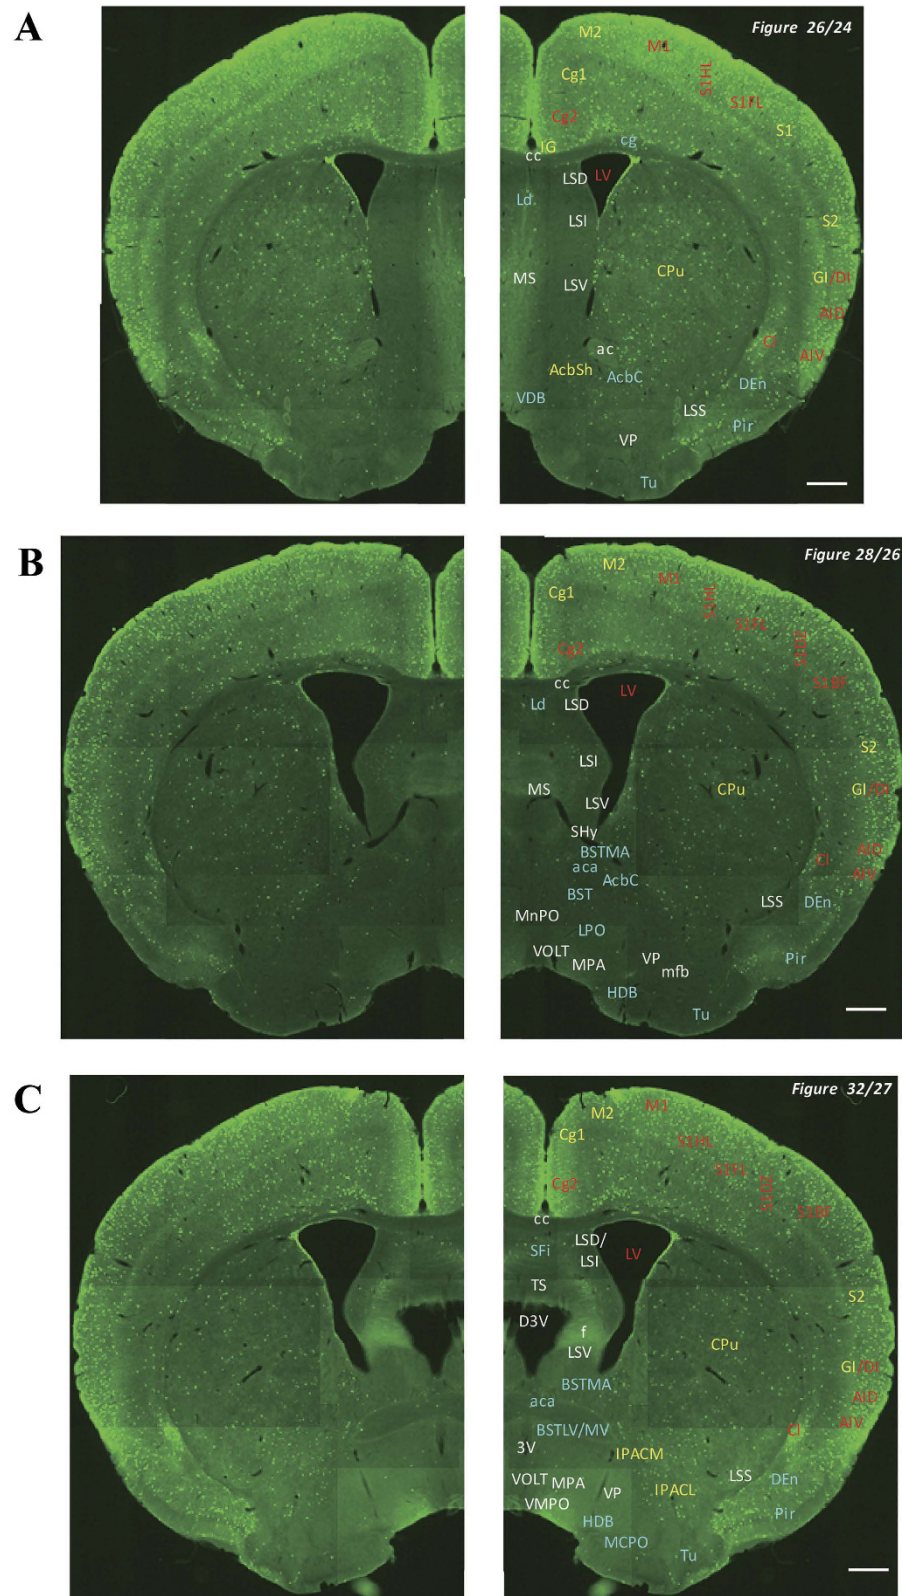 A
Figure 26/24
M2
M1
Cg1
S1HL
S1FL
Cg2
S1
IG
cg
cc
LSD
LV
Ld
LSI
S2
CPu
GI/DI
MS
LSV
AID
CI
ac
AIV
AcbSh
AcbC
DEn
VDB
LSS
Pir
VP
Tu
B
Figure 28/26
M2
M1
Cg1
S1HL
S1FL
Cg2
S1BF
cc
LV
Ld
LSD
S2
LSI
MS
CPu
GI/DI
LSV
SHy
BSTMA
AID
CI
aca
AIV
AcbC
BST
LSS
DEn
MnPO
LPO
VOLT
VP
Pir
MPA
mfb
HDB
Tu
C
Figure 32/27
M1
M2
Cg1
S1HL
S1FL
Cg2
S1BF
cc
LSD/
LSI
SFi
LV
TS
S2
D3V
f
CPu
LSV
GI/DI
BSTMA
aca
AID
AIV
BSTLV/MV
CI
3V
IPACM
VOLT
MPA
LSS
DEn
VP
IPACL
VMPO
HDB
Pir
MCPO
Tu